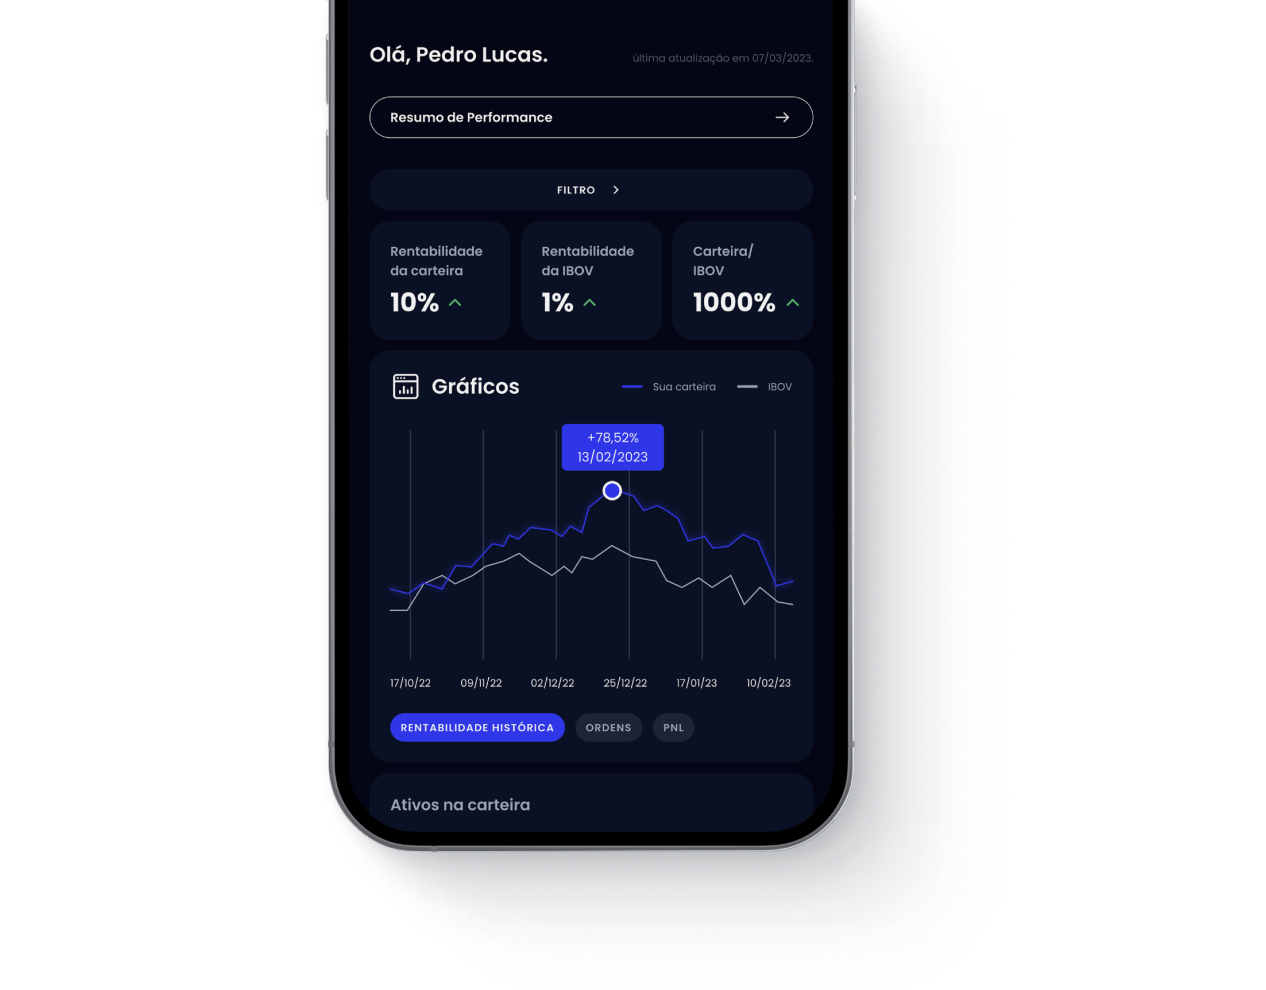 Olá, Pedro Lucas.
última atualização em 07/03/2023.
Resumo de Performance
FILTRO
Rentabilidade
da carteira
10%
Rentabilidade
da IBOV
1%
Carteira/
IBOV
1000%
Gráficos
Sua carteira
IBOV
+78,52%
13/02/2023
17/10/22
09/11/22
02/12/22
25/12/22
17/01/23
10/02/23
RENTABILIDADE HISTÓRICA
ORDENS
PNL
Ativos na carteira